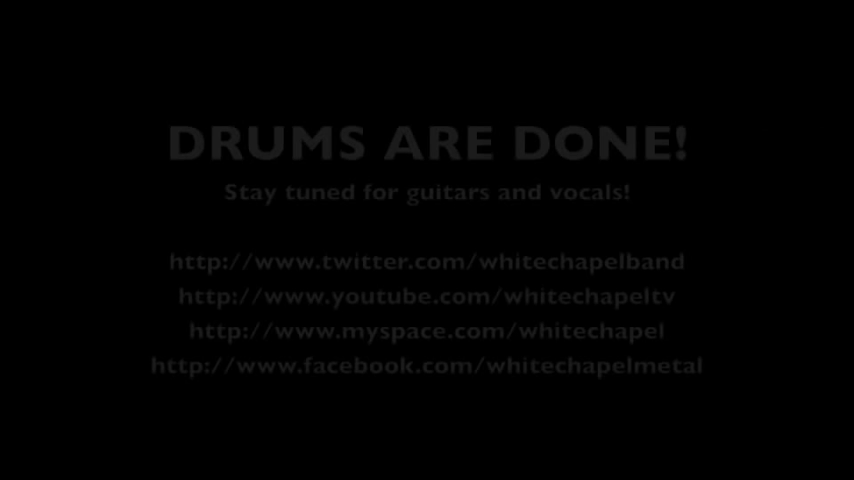 DRUMS ARE DONE!
Stay tuned for guitars and vocals!
http://www.twitter.com/whitechapelband
http://www.youtube.com/whitechapeltv
http://www.myspace.com/whitechapel
http://www.facebook.com/whitechapelmetal